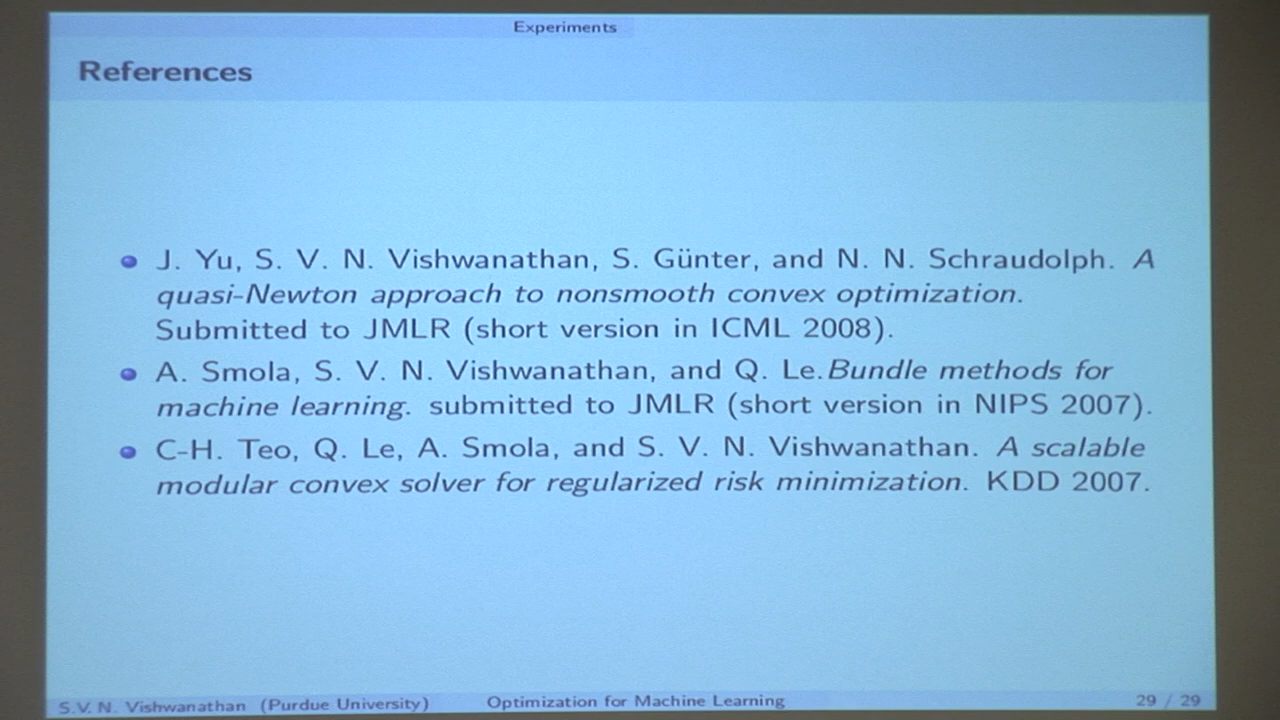 Experiments
References
J. Yu, S. V. N. Vishwanathan, S. Günter, and N. N. Schraudolph. A
quasi-Newton approach to nonsmooth convex optimization.
Submitted to JMLR (short version in ICML 2008).
A. Smola, S. V. N. Vishwanathan, and Q. Le.Bundle methods for
machine learning. submitted to JMLR (short version in NIPS 2007).
C-H. Teo, Q. Le, A. Smola, and S. V. N. Vishwanathan. A scalable
modular convex solver for regularized risk minimization. KDD 2007.
S.V. N. Vishwanathan (Purdue University) Optimization for Machine Learning 29 / 29